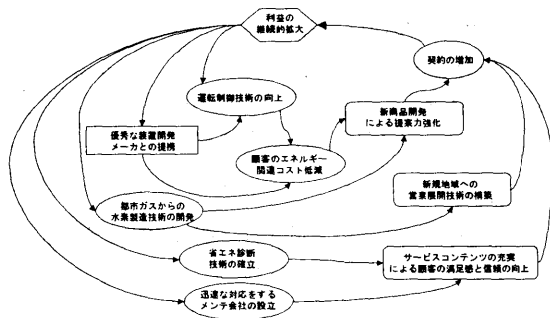 利益の
継続的拡大
契約の増加
運転制御技術の向上
新商品開発
による提案力強化
優秀な装置開発
メーカとの提携
顧客のエネルギー
関連コスト低減
新規地域への
営業展開技術の構築
都市ガスからの
水素製造技術の開発
省エネ診断
技術の確立
サービスコンテンツの充実
による顧客の満足感と信頼の向上
迅速な対応をする
メンテ会社の設立